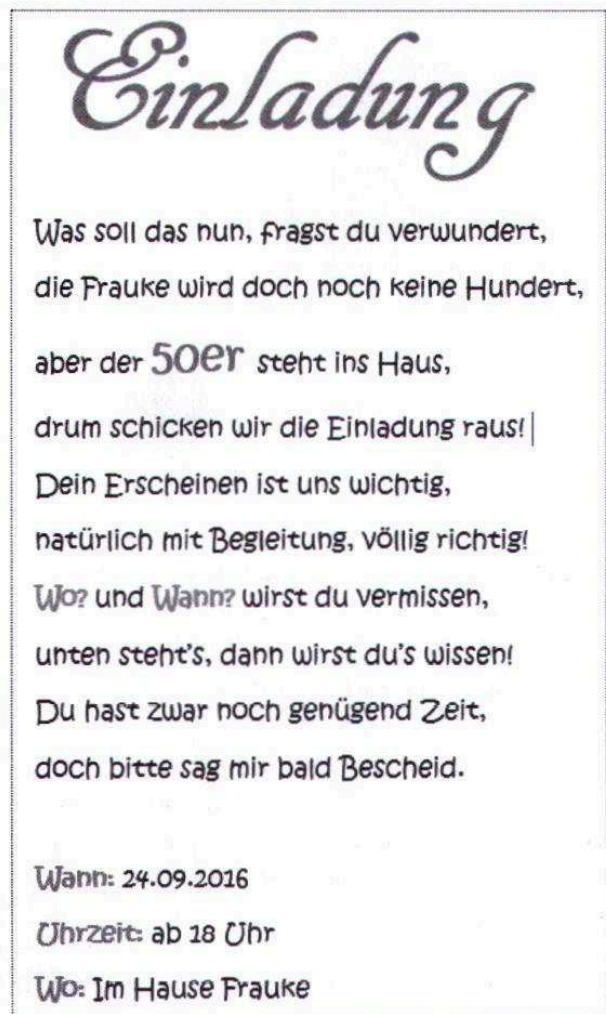 Einladung
Was soll das nun, fragst du verwundert,
die Frauke wird doch noch keine Hundert,
aber der 50er steht ins Haus,
drum schicken wir die Einladung raus!
Dein Erscheinen ist uns wichtig,
natürlich mit Begleitung, völlig richtig!
Wo? und Wann? wirst du vermissen,
unten steht's, dann wirst du's wissen!
Du hast zwar noch genügend Zeit,
doch bitte sag mir bald Bescheid.
Wann: 24.09.2016
Uhrzeit: ab 18 Uhr
Wo: Im Hause Frauke